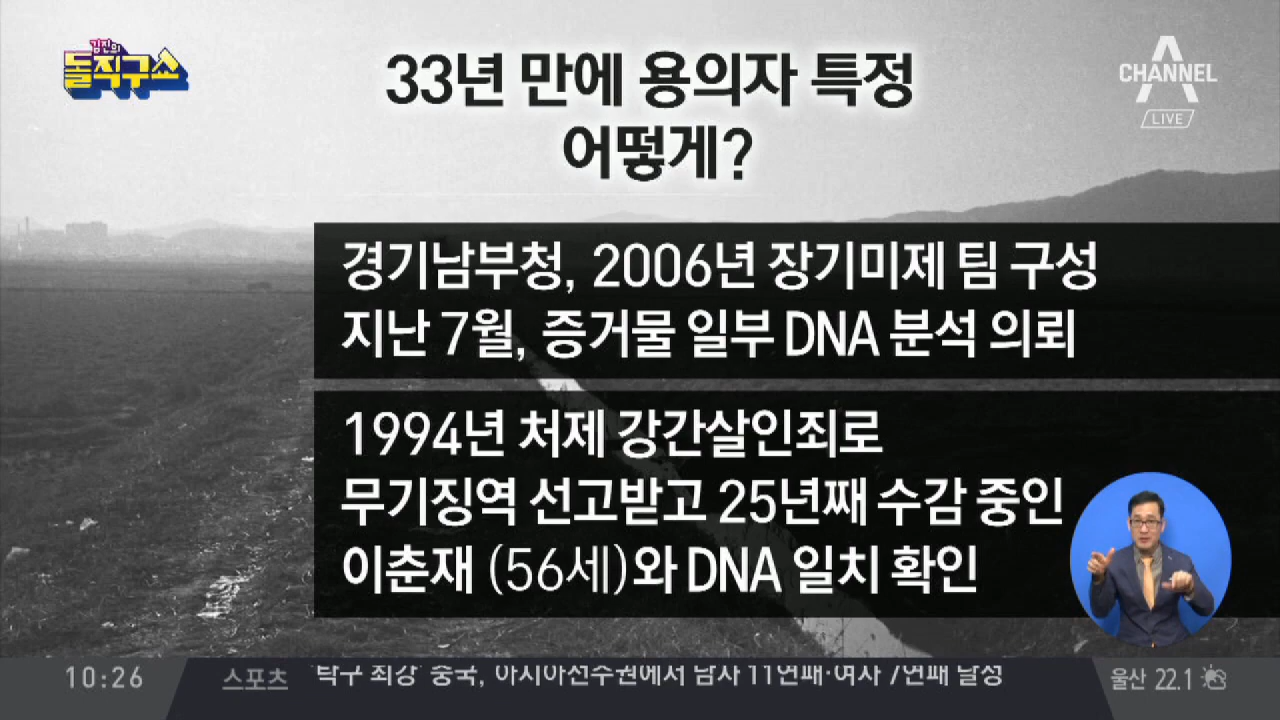 김진의
돌직구쇼
CHANNEL A
LIVE
33년 만에 용의자 특정
어떻게?
경기남부청, 2006년 장기미제 팀 구성
지난 7월, 증거물 일부 DNA 분석 의뢰
1994년 처제 강간살인죄로
무기징역 선고받고 25년째 수감 중인
이춘재 (56세)와 DNA 일치 확인
10:26
스포츠
'탁구 최강' 중국, 아시아선수권에서 남자 11연패·여자 7연패 달성
울산 22.1